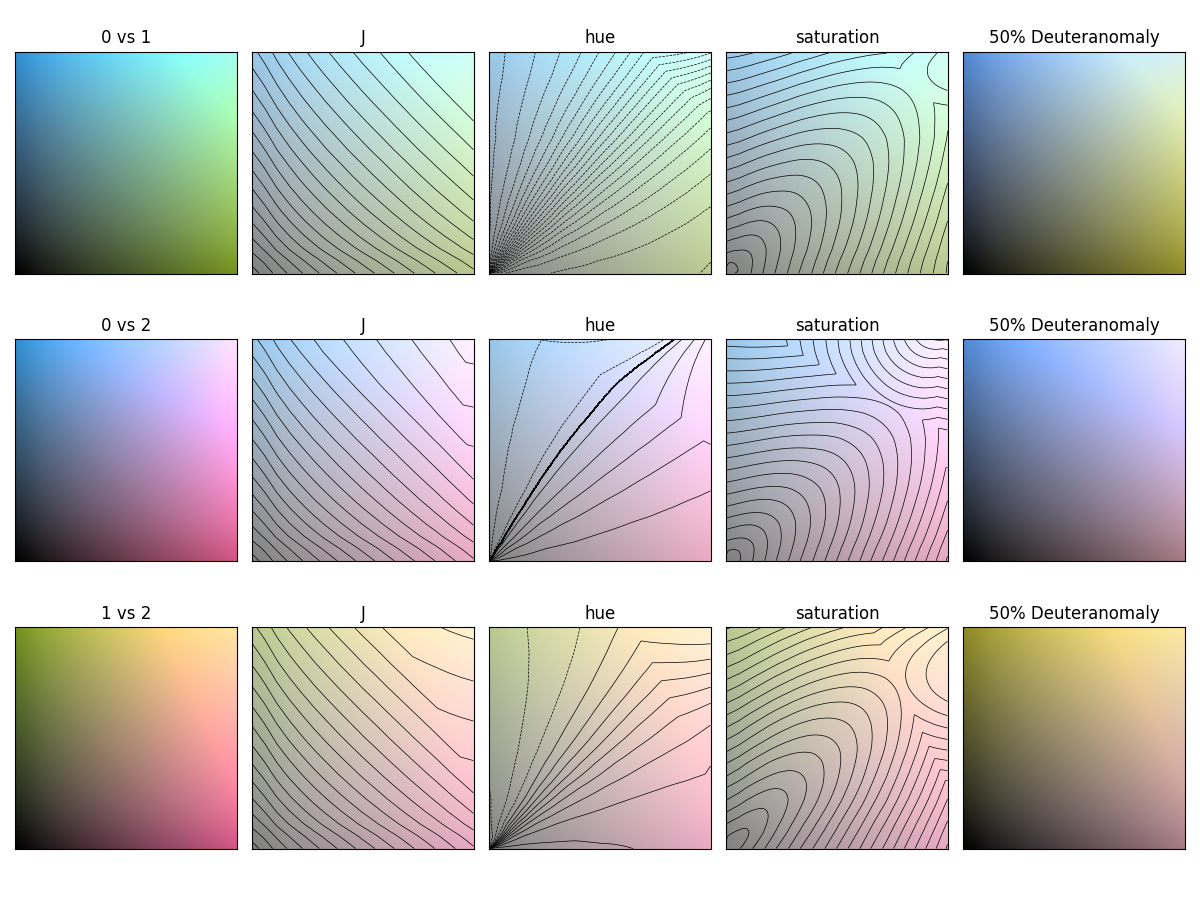 0 vs 1 J hue saturation 50% Deuteranomaly
0 vs 2 J hue saturation 50% Deuteranomaly
1 vs 2 J hue saturation 50% Deuteranomaly